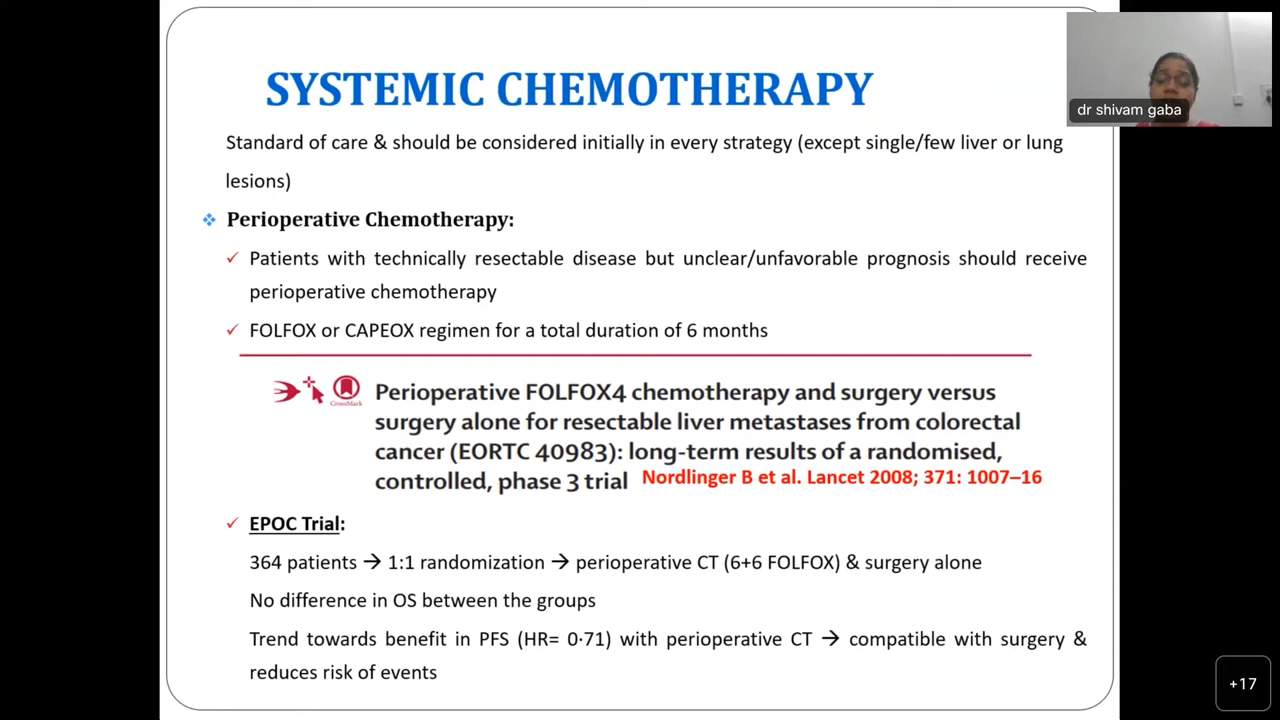 SYSTEMIC CHEMOTHERAPY
dr shivam gaba
Standard of care & should be considered initially in every strategy (except single/few liver or lung
lesions)
Perioperative Chemotherapy:
Patients with technically resectable disease but unclear/unfavorable prognosis should receive
perioperative chemotherapy
FOLFOX or CAPEOX regimen for a total duration of 6 months
CrossMark
Perioperative FOLFOX4 chemotherapy and surgery versus
surgery alone for resectable liver metastases from colorectal
cancer (EORTC 40983): long-term results of a randomised,
controlled, phase 3 trial Nordlinger B et al. Lancet 2008; 371: 1007–16
EPOC Trial:
364 patients → 1:1 randomization → perioperative CT (6+6 FOLFOX) & surgery alone
No difference in OS between the groups
Trend towards benefit in PFS (HR= 0·71) with perioperative CT → compatible with surgery &
reduces risk of events
+17